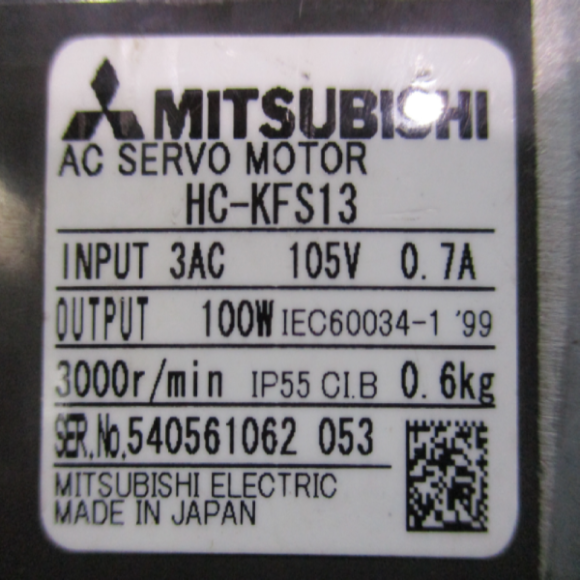 MITSUBISHI
AC SERVO MOTOR
HC-KFS13
INPUT 3AC 105V 0.7A
OUTPUT 100W IEC60034-1 '99
3000r/min IP55 CI.B 0.6kg
SER.No.540561062 053
MITSUBISHI ELECTRIC
MADE IN JAPAN